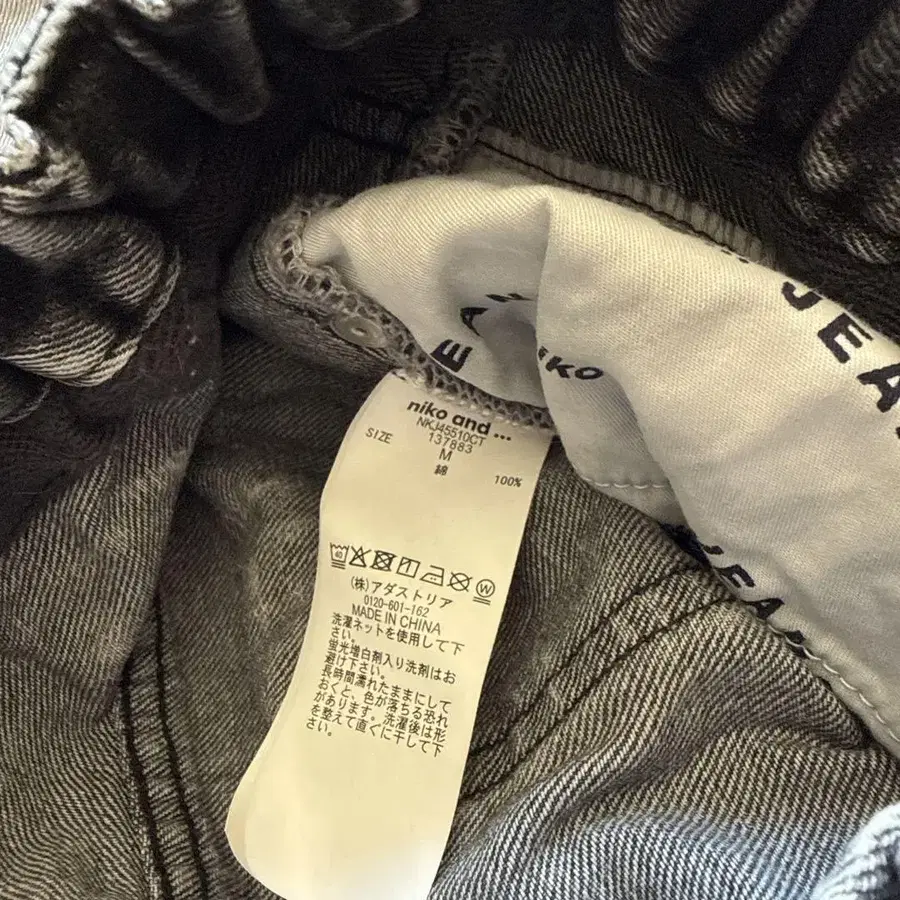 niko and ...
NKJ45510CT
137883
SIZE M
綿 100%
40 W
(株)アダストリア
0120-601-162
MADE IN CHINA
洗濯ネットを使用して下
さい。
蛍光増白剤入り洗剤はお
避け下さい。
長時間濡れたままにして
おくと、色が落ちる恐れ
があります。洗濯後は形
を整えて直ぐに干して下
さい。
JEA
EAN
iko
JEAN